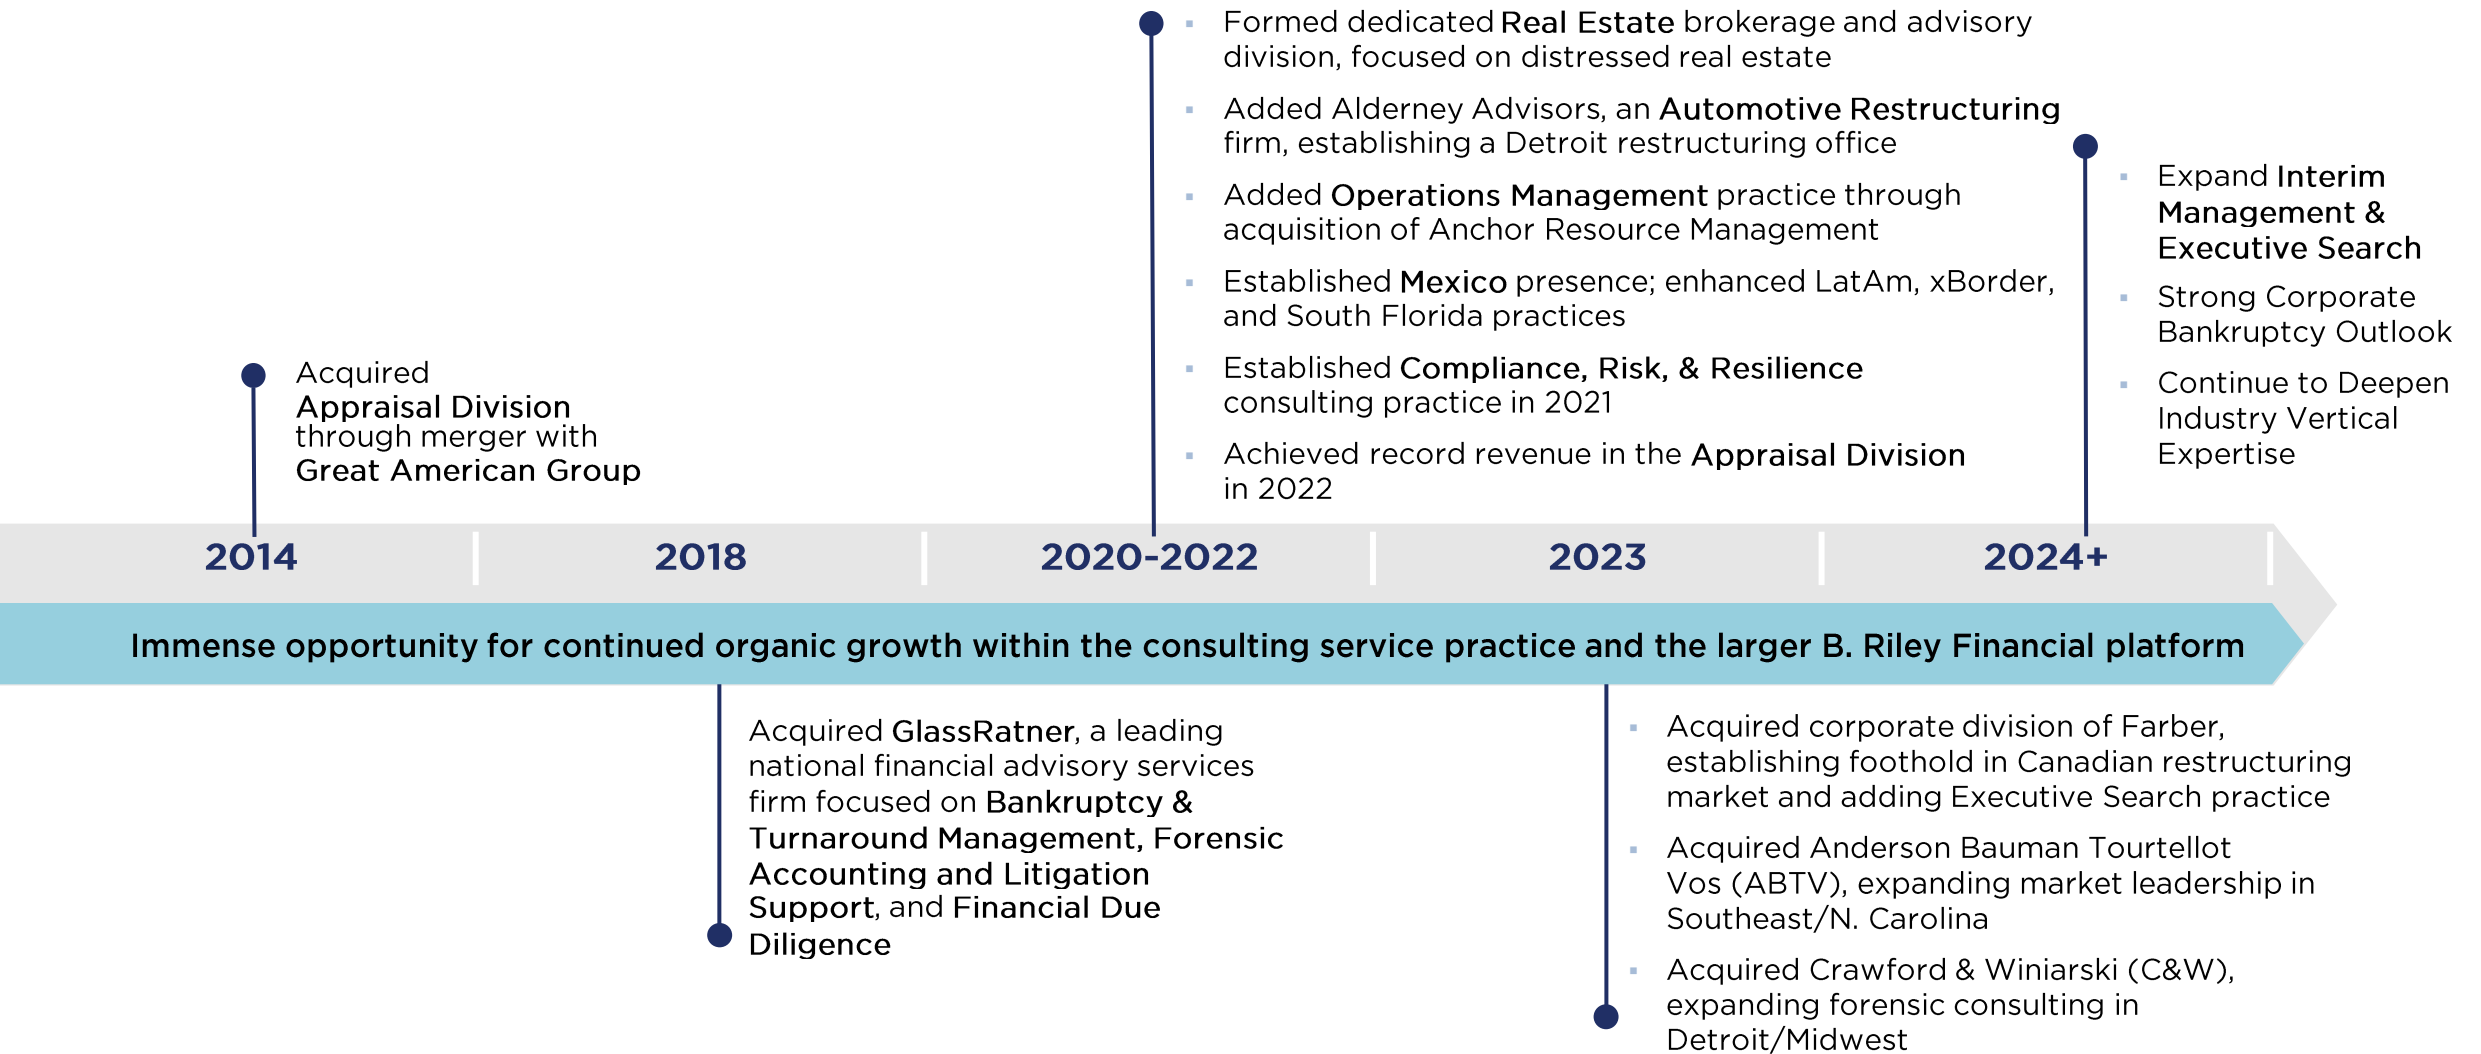 Formed dedicated Real Estate brokerage and advisory
division, focused on distressed real estate
Added Alderney Advisors, an Automotive Restructuring
firm, establishing a Detroit restructuring office
Added Operations Management practice through
acquisition of Anchor Resource Management
Established Mexico presence; enhanced LatAm, xBorder,
and South Florida practices
Established Compliance, Risk, & Resilience
consulting practice in 2021
Achieved record revenue in the Appraisal Division
in 2022
Expand Interim
Management &
Executive Search
Strong Corporate
Bankruptcy Outlook
Continue to Deepen
Industry Vertical
Expertise
Acquired
Appraisal Division
through merger with
Great American Group
2014
2018
2020-2022
2023
2024+
Immense opportunity for continued organic growth within the consulting service practice and the larger B. Riley Financial platform
Acquired GlassRatner, a leading
national financial advisory services
firm focused on Bankruptcy &
Turnaround Management, Forensic
Accounting and Litigation
Support, and Financial Due
Diligence
Acquired corporate division of Farber,
establishing foothold in Canadian restructuring
market and adding Executive Search practice
Acquired Anderson Bauman Tourtellot
Vos (ABTV), expanding market leadership in
Southeast/N. Carolina
Acquired Crawford & Winiarski (C&W),
expanding forensic consulting in
Detroit/Midwest